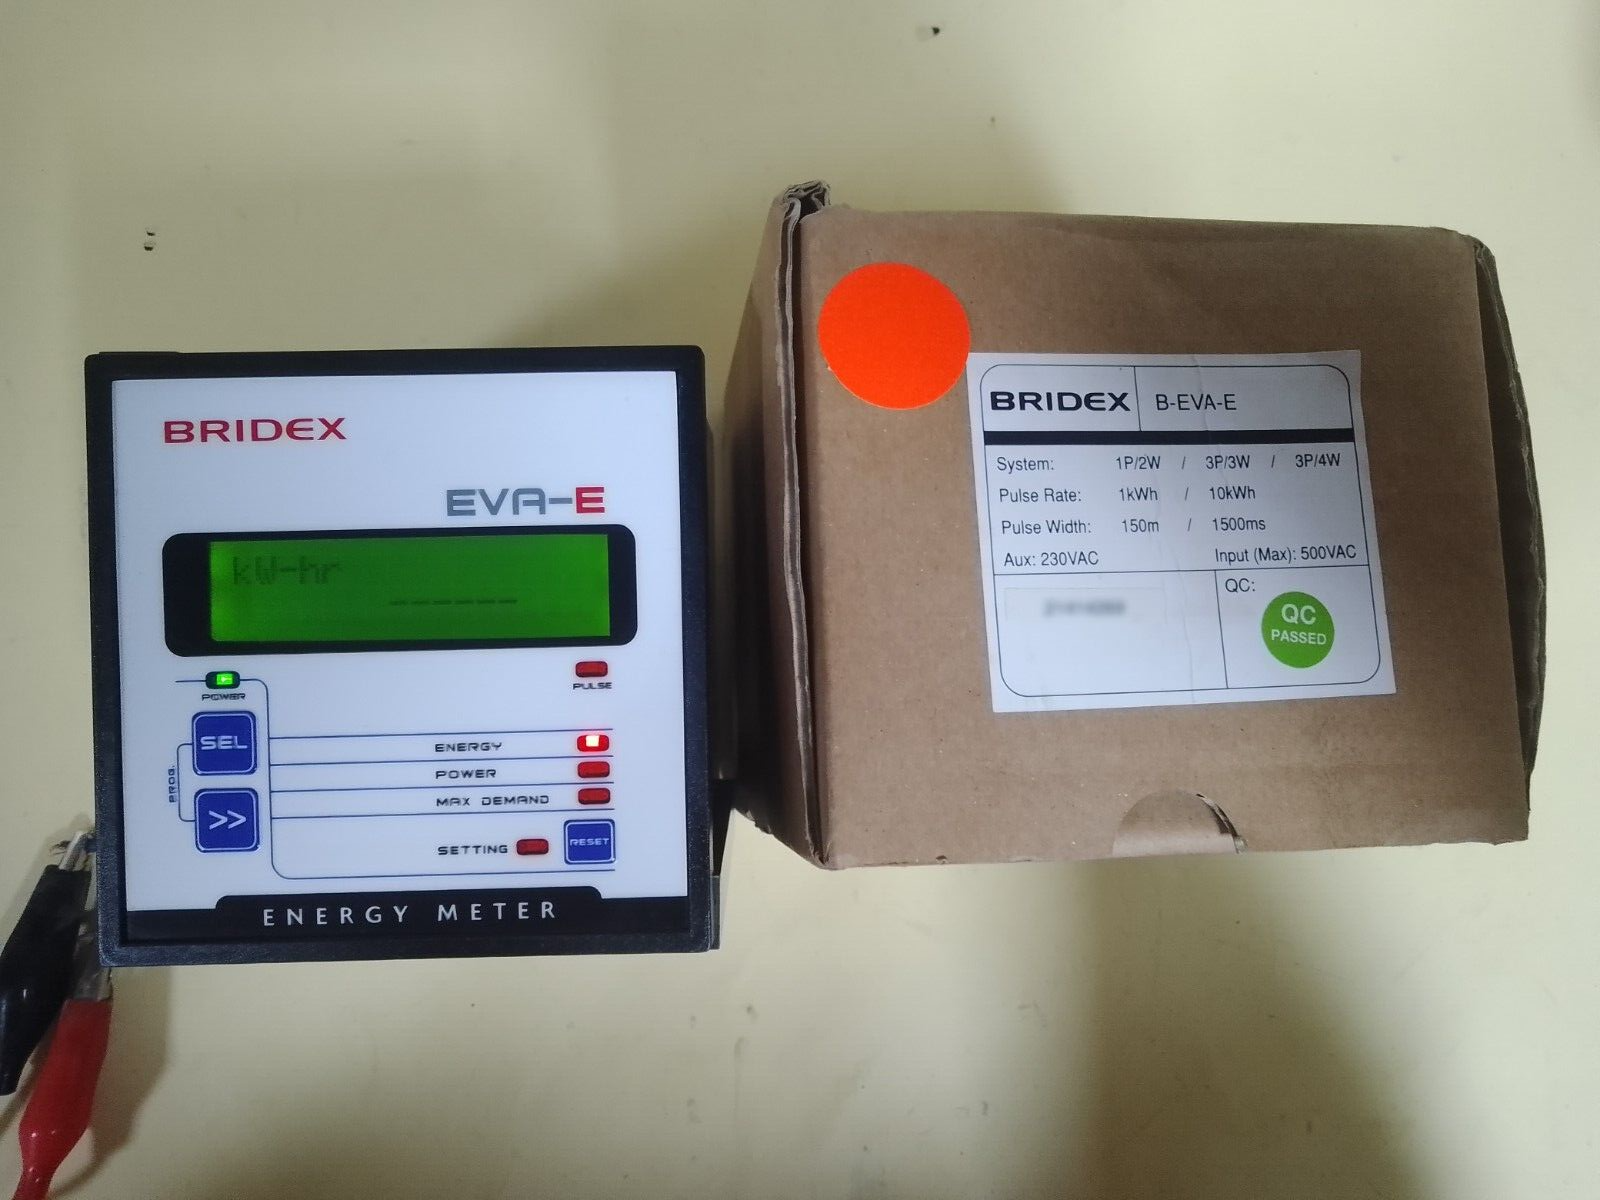 BRIDEX
EVA-E
kW-hr
______
POWER
PULSE
SEL
PROG.
>>
ENERGY
POWER
MAX DEMAND
SETTING
RESET
ENERGY METER
BRIDEX B-EVA-E
System: 1P/2W / 3P/3W / 3P/4W
Pulse Rate: 1kWh / 10kWh
Pulse Width: 150m / 1500ms
Aux: 230VAC Input (Max): 500VAC
QC:
QC
PASSED